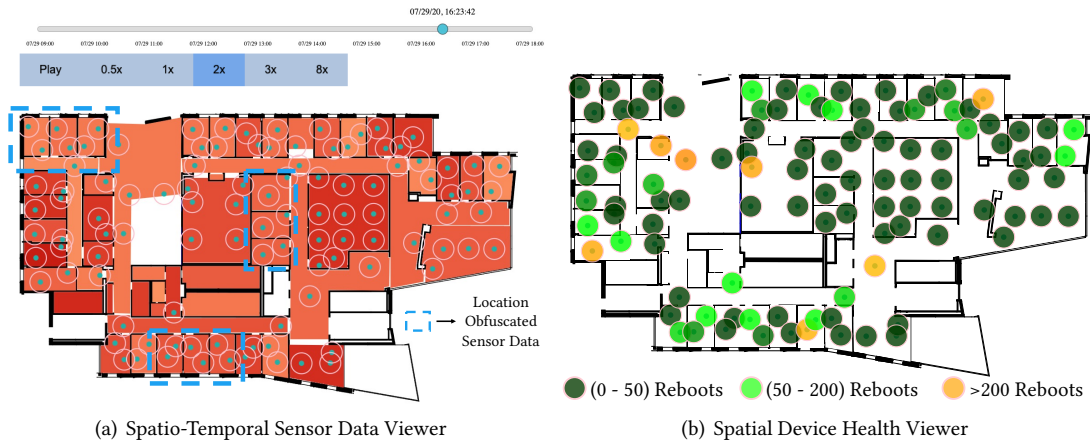 07/29/20, 16:23:42
07/29 09:00 07/29 10:00 07/29 11:00 07/29 12:00 07/29 13:00 07/29 14:00 07/29 15:00 07/29 16:00 07/29 17:00 07/29 18:00
Play 0.5x 1x 2x 3x 8x
Location
Obfuscated
Sensor Data
(a) Spatio-Temporal Sensor Data Viewer
(0 - 50) Reboots (50 - 200) Reboots >200 Reboots
(b) Spatial Device Health Viewer